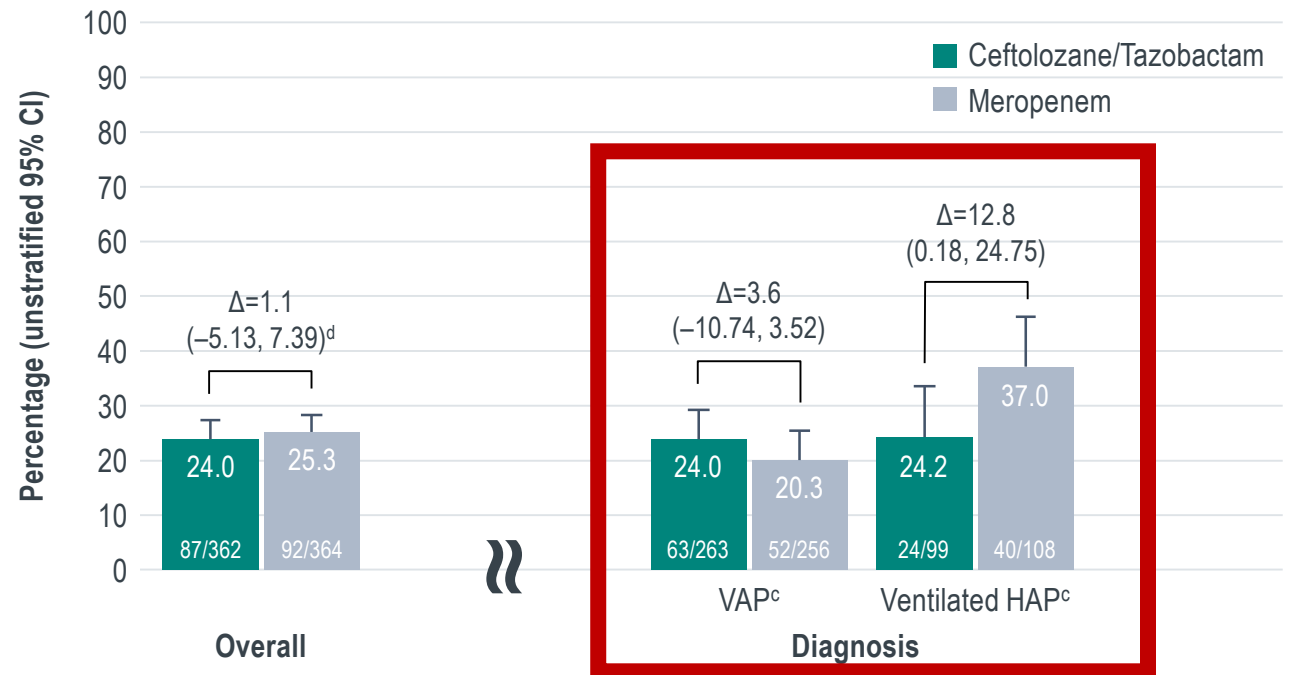 Percentage (unstratified 95% CI)
100
90
80
70
60
50
40
30
20
10
0
Ceftolozane/Tazobactam
Meropenem
Δ=1.1
(–5.13, 7.39)ᵈ
24.0
25.3
87/362
92/364
Overall
Δ=3.6
(–10.74, 3.52)
24.0
20.3
63/263
52/256
VAPᶜ
Δ=12.8
(0.18, 24.75)
24.2
37.0
24/99
40/108
Ventilated HAPᶜ
Diagnosis